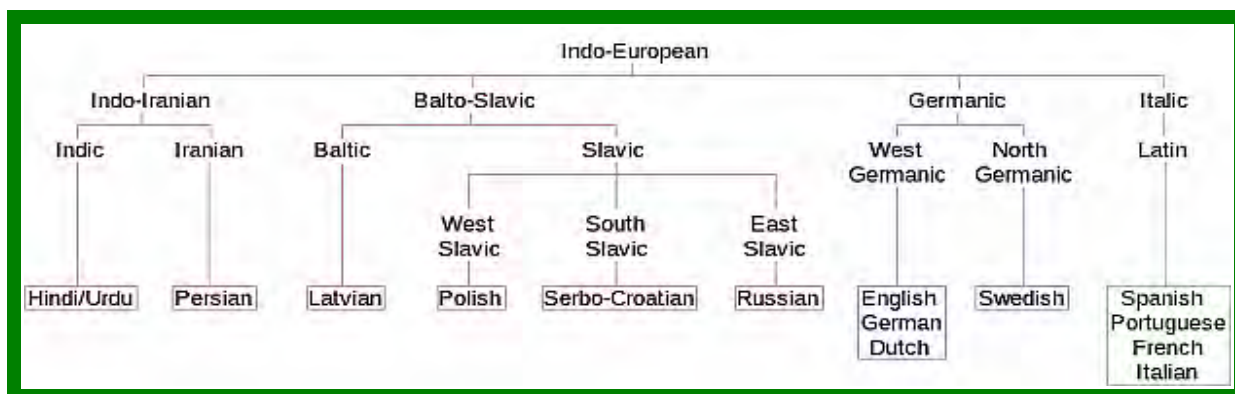 Indo-European
Indo-Iranian Balto-Slavic Germanic Italic
Indic Iranian Baltic Slavic West Germanic North Germanic Latin
West Slavic South Slavic East Slavic
Hindi/Urdu Persian Latvian Polish Serbo-Croatian Russian English Swedish Spanish
German Portuguese
Dutch French
Italian